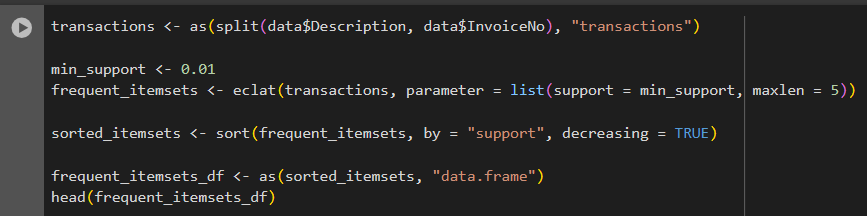 transactions <- as(split(data$Description, data$InvoiceNo), "transactions")
min_support <- 0.01
frequent_itemsets <- eclat(transactions, parameter = list(support = min_support, maxlen = 5))
sorted_itemsets <- sort(frequent_itemsets, by = "support", decreasing = TRUE)
frequent_itemsets_df <- as(sorted_itemsets, "data.frame")
head(frequent_itemsets_df)